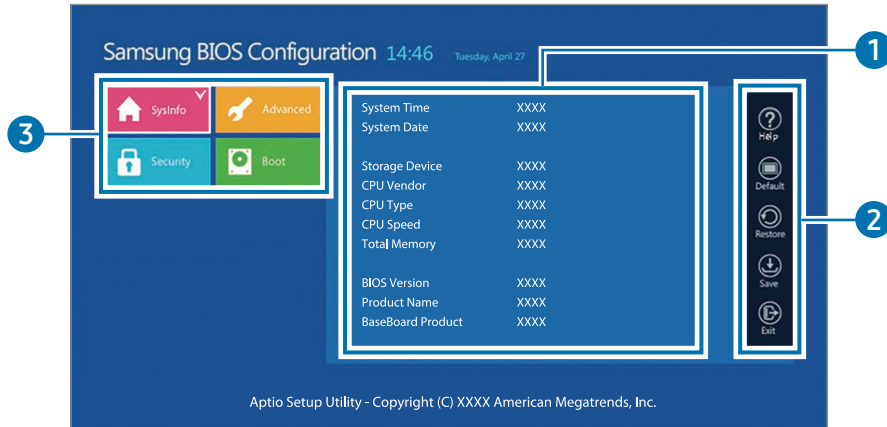 Samsung BIOS Configuration 14:46 Tuesday, April 27
1
3
SysInfo
Advanced
Security
Boot
System Time XXXX
System Date XXXX
Storage Device XXXX
CPU Vendor XXXX
CPU Type XXXX
CPU Speed XXXX
Total Memory XXXX
BIOS Version XXXX
Product Name XXXX
BaseBoard Product XXXX
Help
Default
Restore
Save
Exit
2
Aptio Setup Utility - Copyright (C) XXXX American Megatrends, Inc.